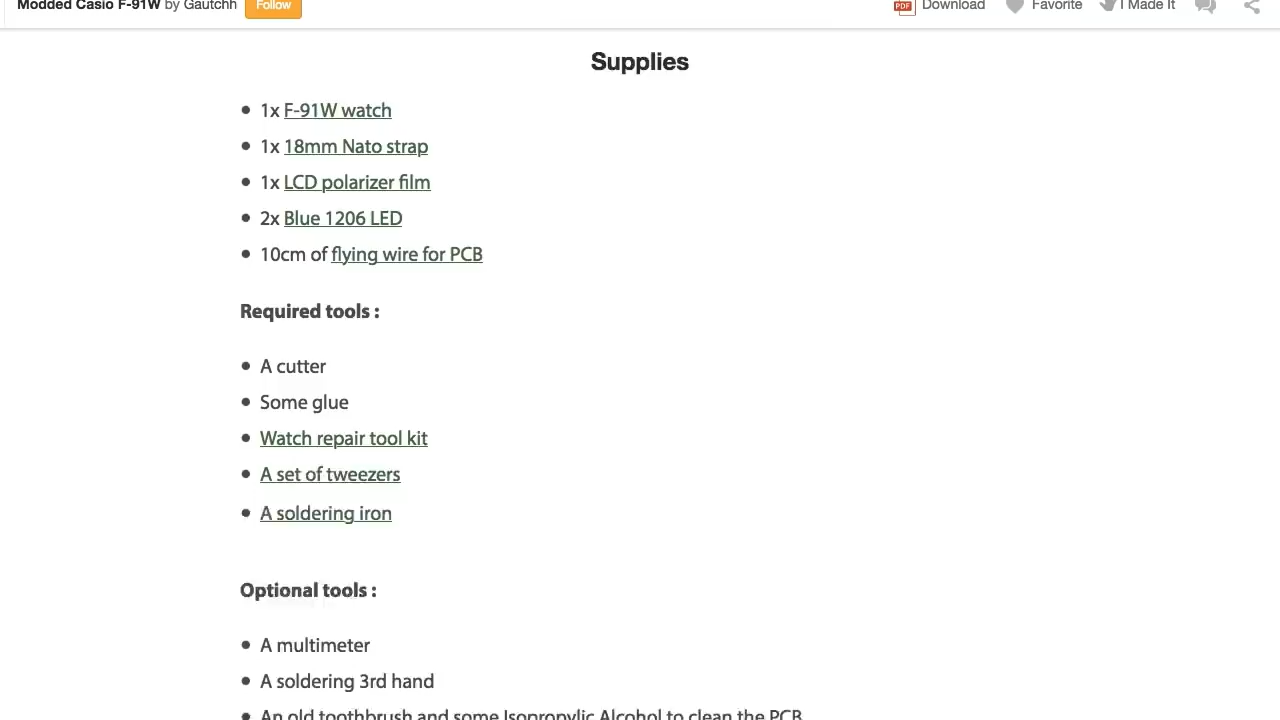 Modded Casio F-91W by Gautchh Follow Download Favorite I Made It
Supplies
1x F-91W watch
1x 18mm Nato strap
1x LCD polarizer film
2x Blue 1206 LED
10cm of flying wire for PCB
Required tools :
A cutter
Some glue
Watch repair tool kit
A set of tweezers
A soldering iron
Optional tools :
A multimeter
A soldering 3rd hand
An old toothbrush and some Isopropylic Alcohol to clean the PCB